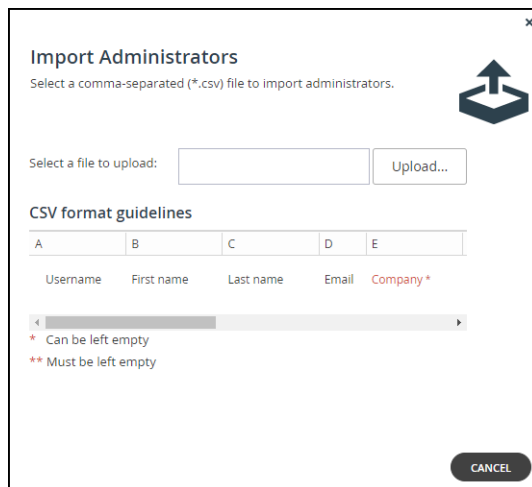 ×
Import Administrators
Select a comma-separated (*.csv) file to import administrators.
Select a file to upload:
Upload...
CSV format guidelines
A B C D E
Username First name Last name Email Company *
* Can be left empty
** Must be left empty
CANCEL